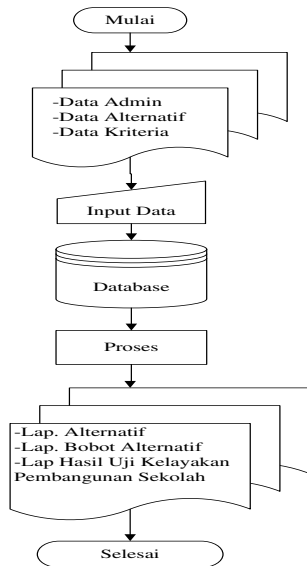 Mulai
-Data Admin
-Data Alternatif
-Data Kriteria
Input Data
Database
Proses
-Lap. Alternatif
-Lap. Bobot Alternatif
-Lap Hasil Uji Kelayakan
Pembangunan Sekolah
Selesai